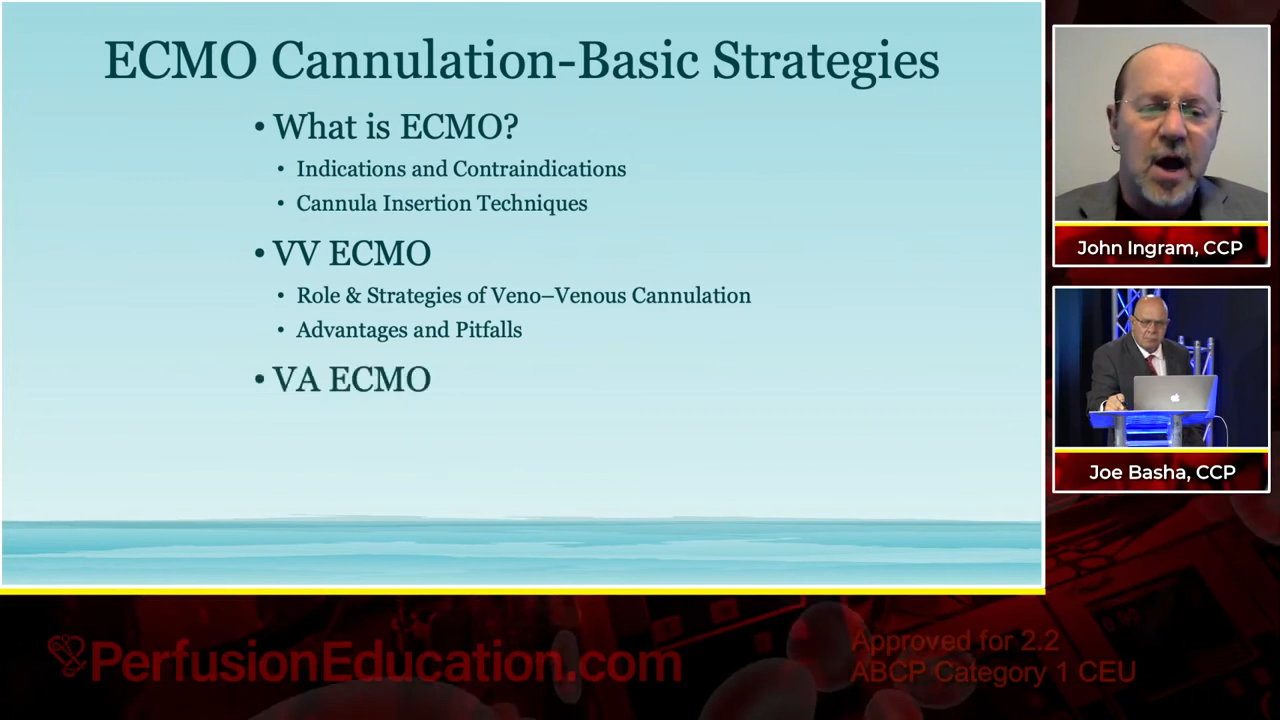 ECMO Cannulation-Basic Strategies
• What is ECMO?
• Indications and Contraindications
• Cannula Insertion Techniques
• VV ECMO
• Role & Strategies of Veno–Venous Cannulation
• Advantages and Pitfalls
• VA ECMO
John Ingram, CCP
Joe Basha, CCP
PerfusionEducation.com
Approved for 2.2
ABCP Category 1 CEU